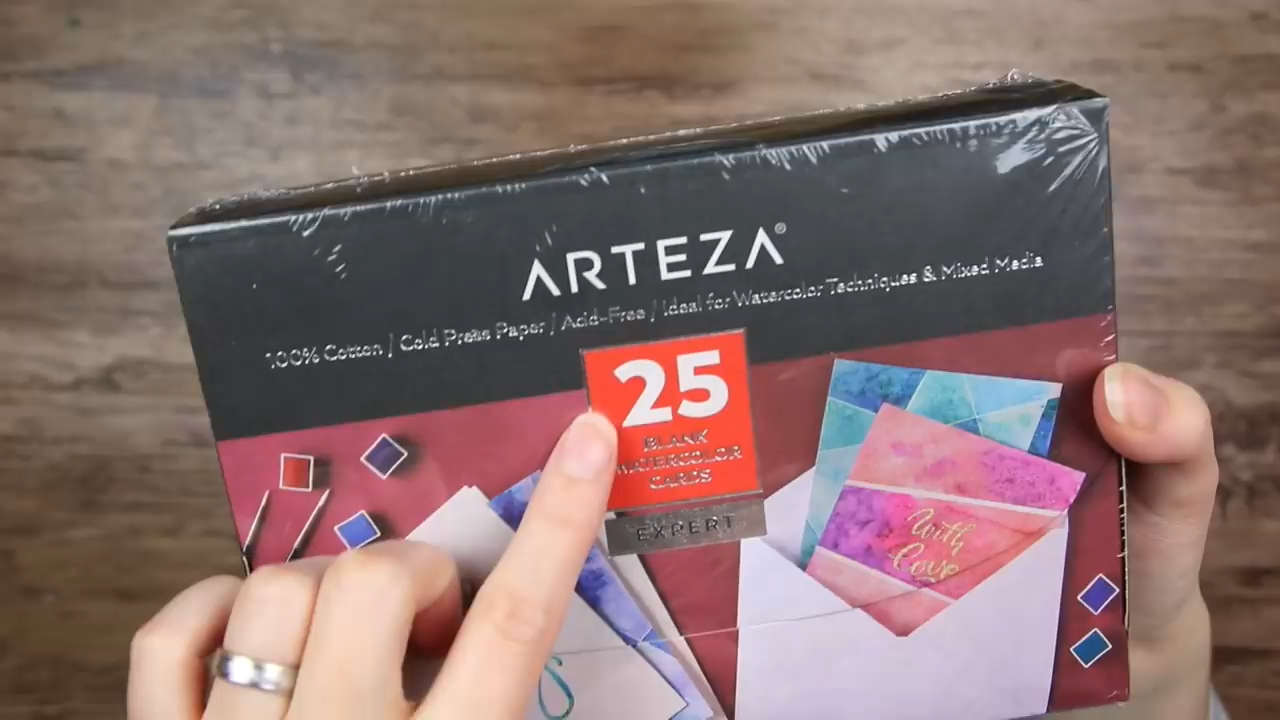 ARTEZA®
100% Cotton / Cold Press Paper / Acid-Free / Ideal for Watercolor Techniques & Mixed Media
25
BLANK
WATERCOLOR
CARDS
EXPERT
With
Love